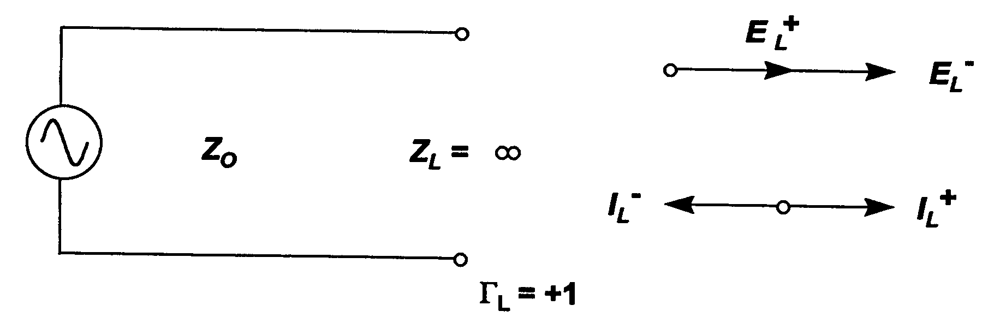 E_L^+
E_L^-
Z_O
Z_L = ∞
I_L^-
I_L^+
Γ_L = +1